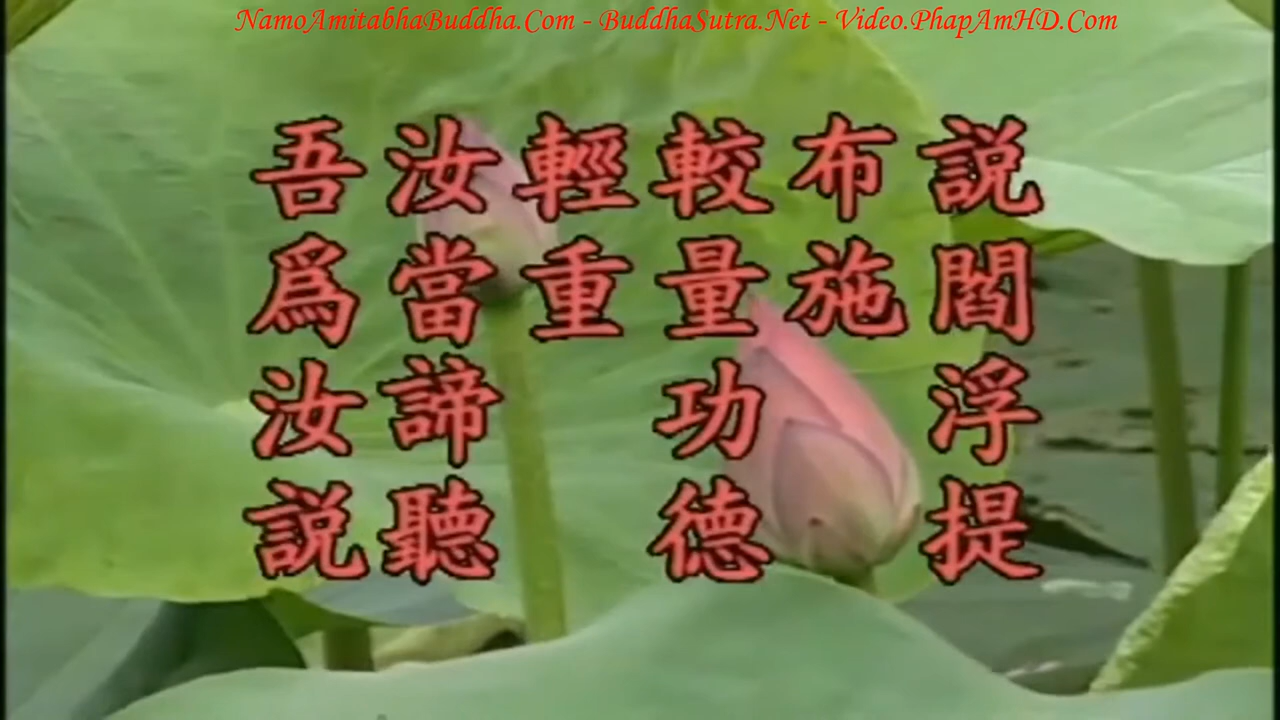 NamoAmitabhaBuddha.Com - BuddhaSutra.Net - Video.PhapAmHD.Com
説閻浮提
布施
較量功德
輕重
汝當諦聽
吾爲汝說